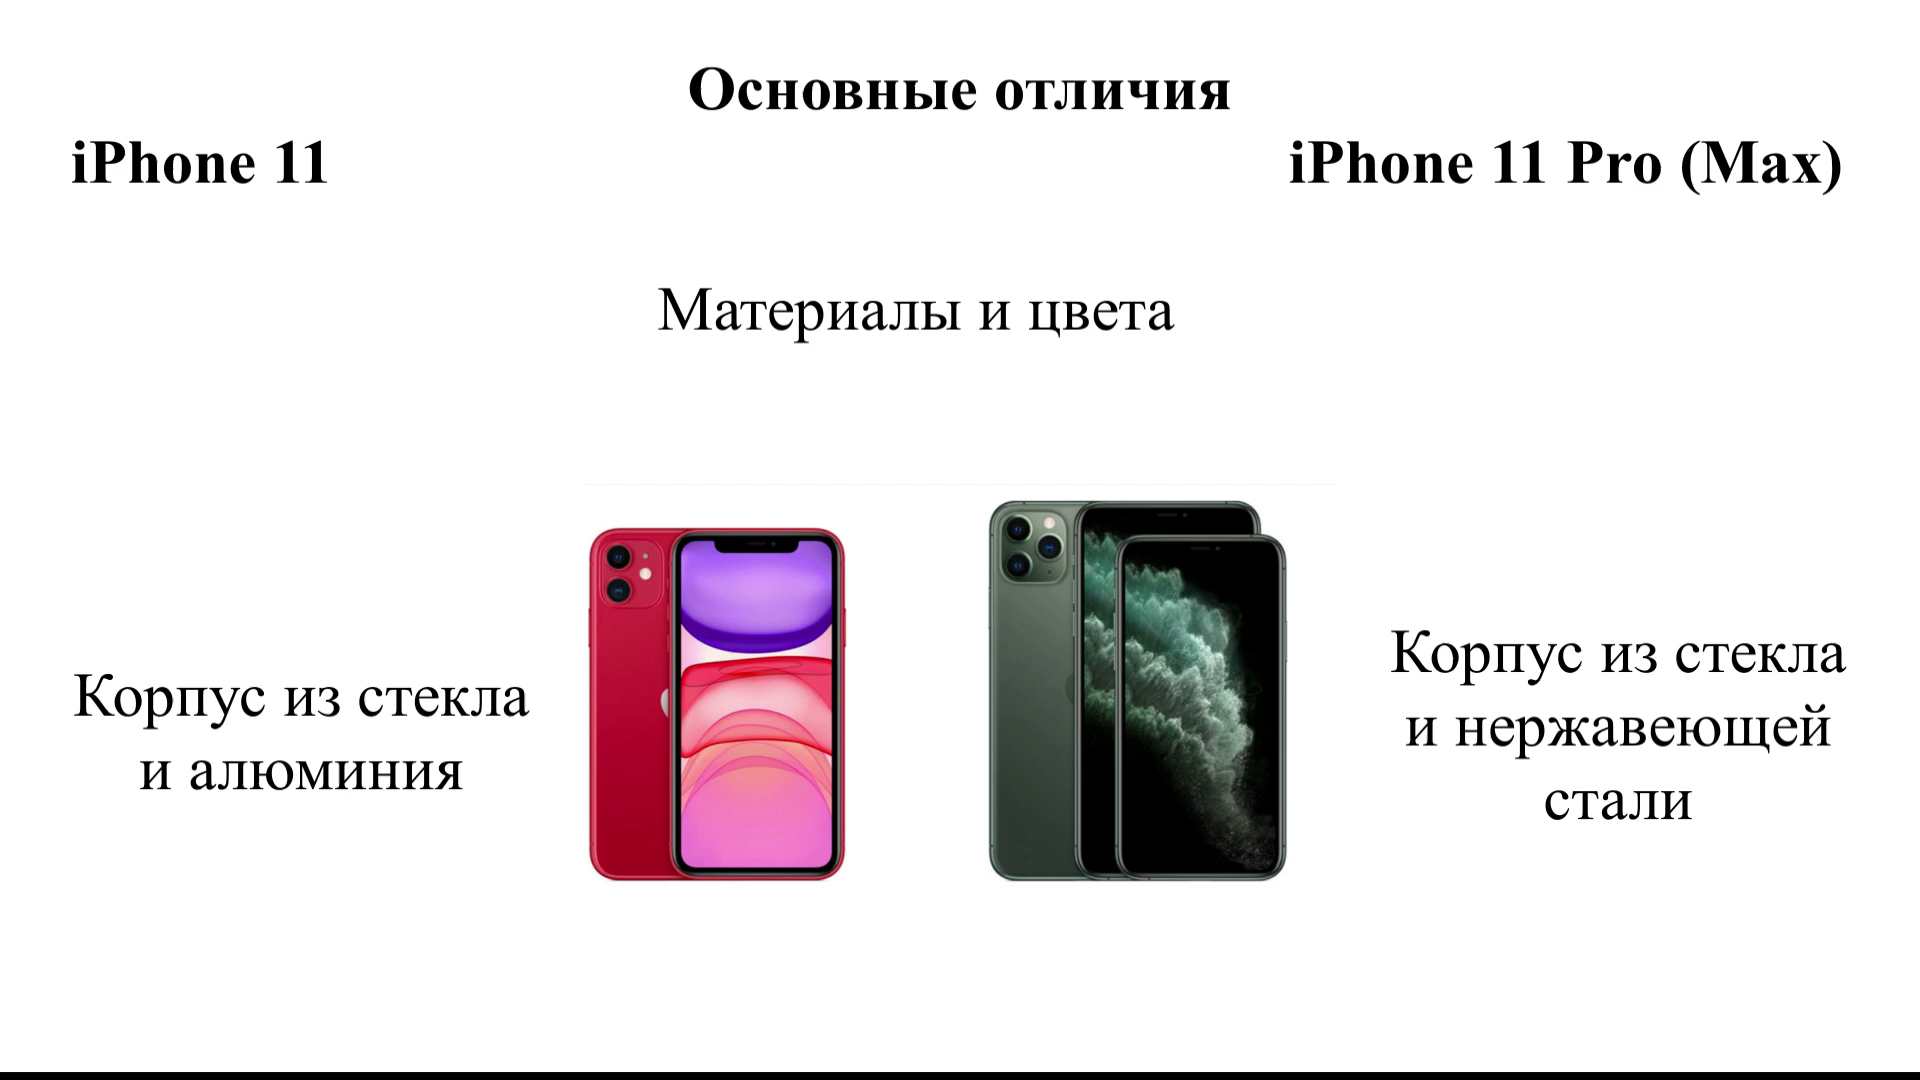 Основные отличия
iPhone 11
iPhone 11 Pro (Max)
Материалы и цвета
Корпус из стекла
и алюминия
Корпус из стекла
и нержавеющей
стали